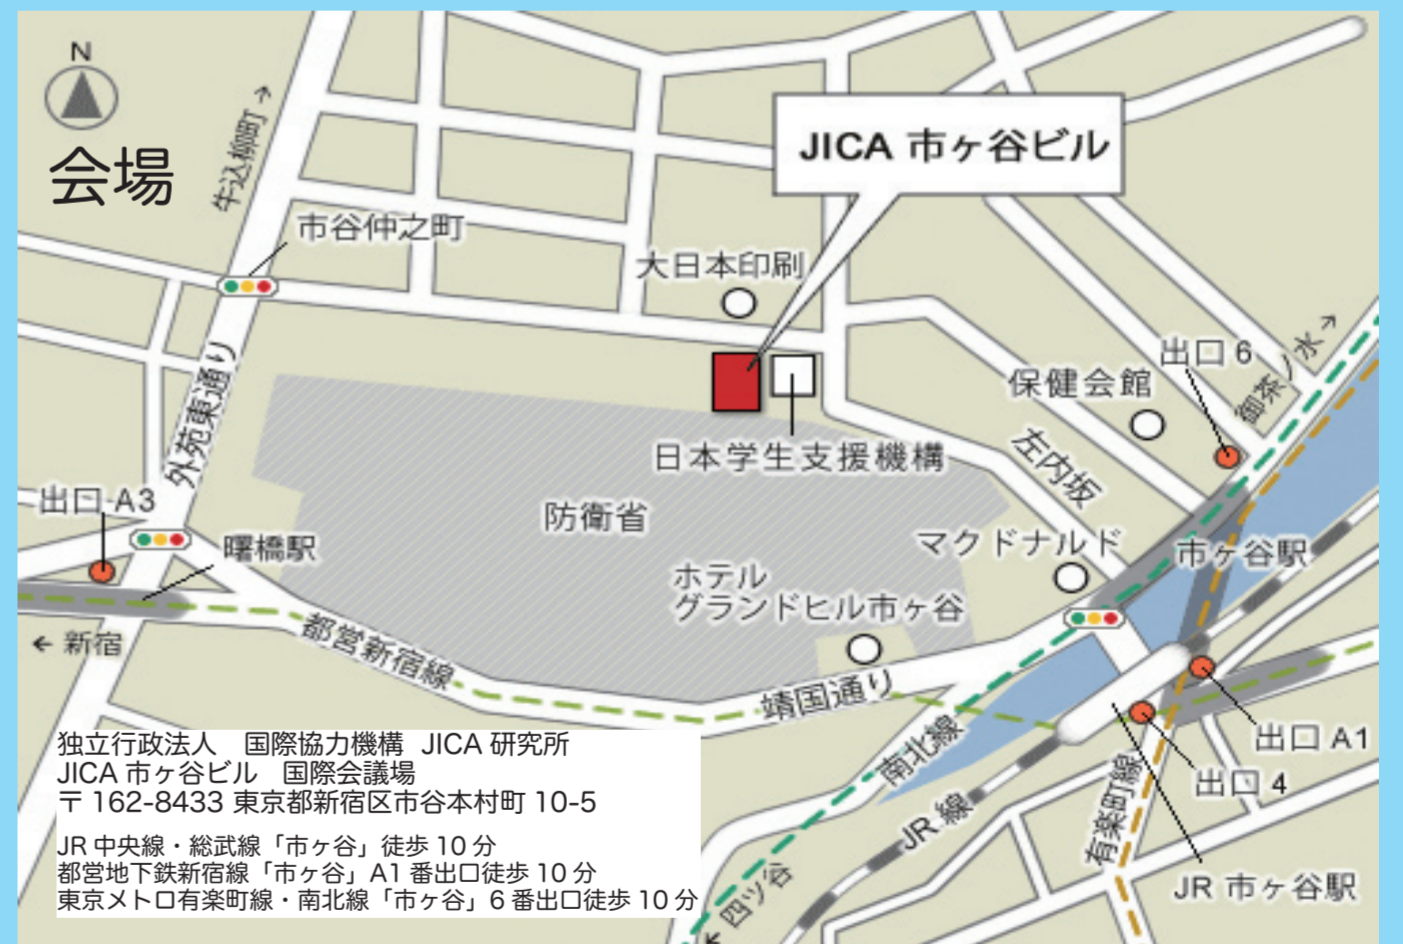 N
会場
牛込柳町 →
JICA 市ヶ谷ビル
市谷仲之町
大日本印刷
外苑東通り
日本学生支援機構
保健会館
出口 6
御茶ノ水 →
左内坂
出口 A3
曙橋駅
防衛省
マクドナルド
市ヶ谷駅
ホテル
グランドヒル市ヶ谷
← 新宿
都営新宿線
靖国通り
南北線
出口 A1
出口 4
有楽町線
JR 線
JR 市ヶ谷駅
← 四ツ谷
独立行政法人　国際協力機構 JICA 研究所
JICA 市ヶ谷ビル　国際会議場
〒 162-8433 東京都新宿区市谷本村町 10-5
JR 中央線・総武線「市ヶ谷」徒歩 10 分
都営地下鉄新宿線「市ヶ谷」A1 番出口徒歩 10 分
東京メトロ有楽町線・南北線「市ヶ谷」6 番出口徒歩 10 分